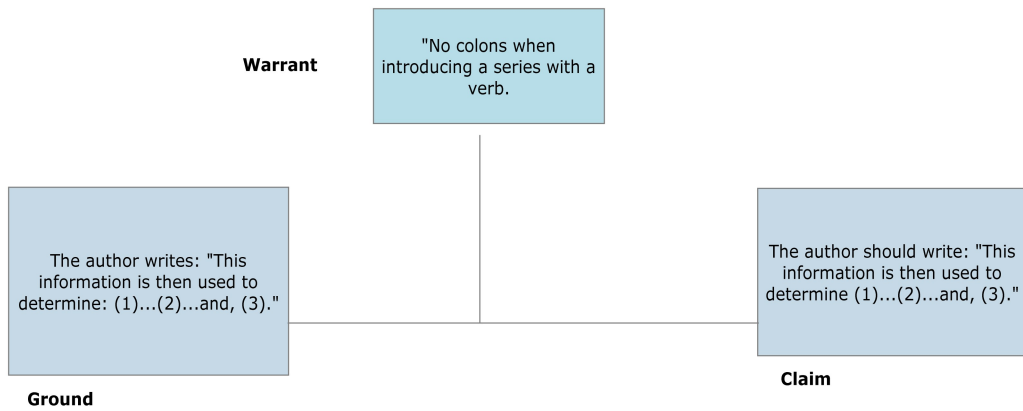 "No colons when
introducing a series with a
verb.
Warrant
The author writes: "This
information is then used to
determine: (1)...(2)...and, (3)."
Ground
The author should write: "This
information is then used to
determine (1)...(2)...and, (3)."
Claim